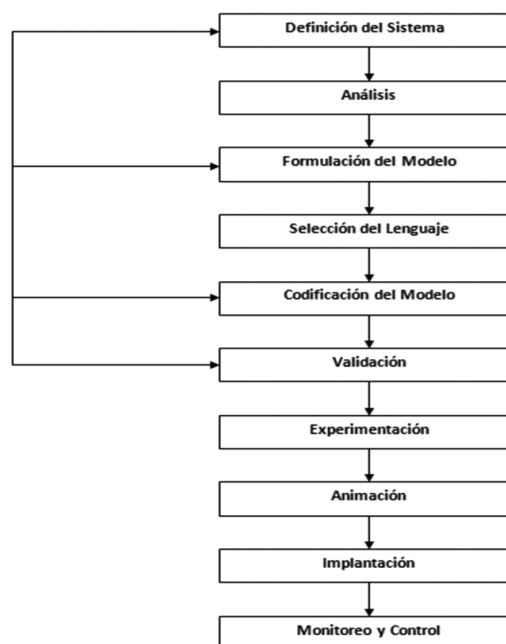 Definición del Sistema
Análisis
Formulación del Modelo
Selección del Lenguaje
Codificación del Modelo
Validación
Experimentación
Animación
Implantación
Monitoreo y Control